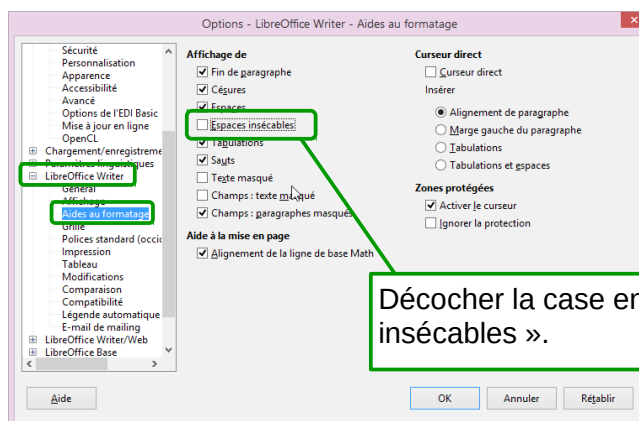 Options - LibreOffice Writer - Aides au formatage
Sécurité
Personnalisation
Apparence
Accessibilité
Avancé
Options de l'EDI Basic
Mise à jour en ligne
OpenCL
Chargement/enregistreme
Paramètres linguistiques
LibreOffice Writer
Général
Affichage
Aides au formatage
Grille
Polices standard (occid
Impression
Tableau
Modifications
Comparaison
Compatibilité
Légende automatique
E-mail de mailing
LibreOffice Writer/Web
LibreOffice Base
Affichage de
Fin de paragraphe
Césures
Espaces
Espaces insécables
Tabulations
Sauts
Texte masqué
Champs : texte masqué
Champs : paragraphes masqués
Aide à la mise en page
Alignement de la ligne de base Math
Curseur direct
Curseur direct
Insérer
Alignement de paragraphe
Marge gauche du paragraphe
Tabulations
Tabulations et espaces
Zones protégées
Activer le curseur
Ignorer la protection
Décocher la case en
insécables ».
Aide
OK
Annuler
Rétablir